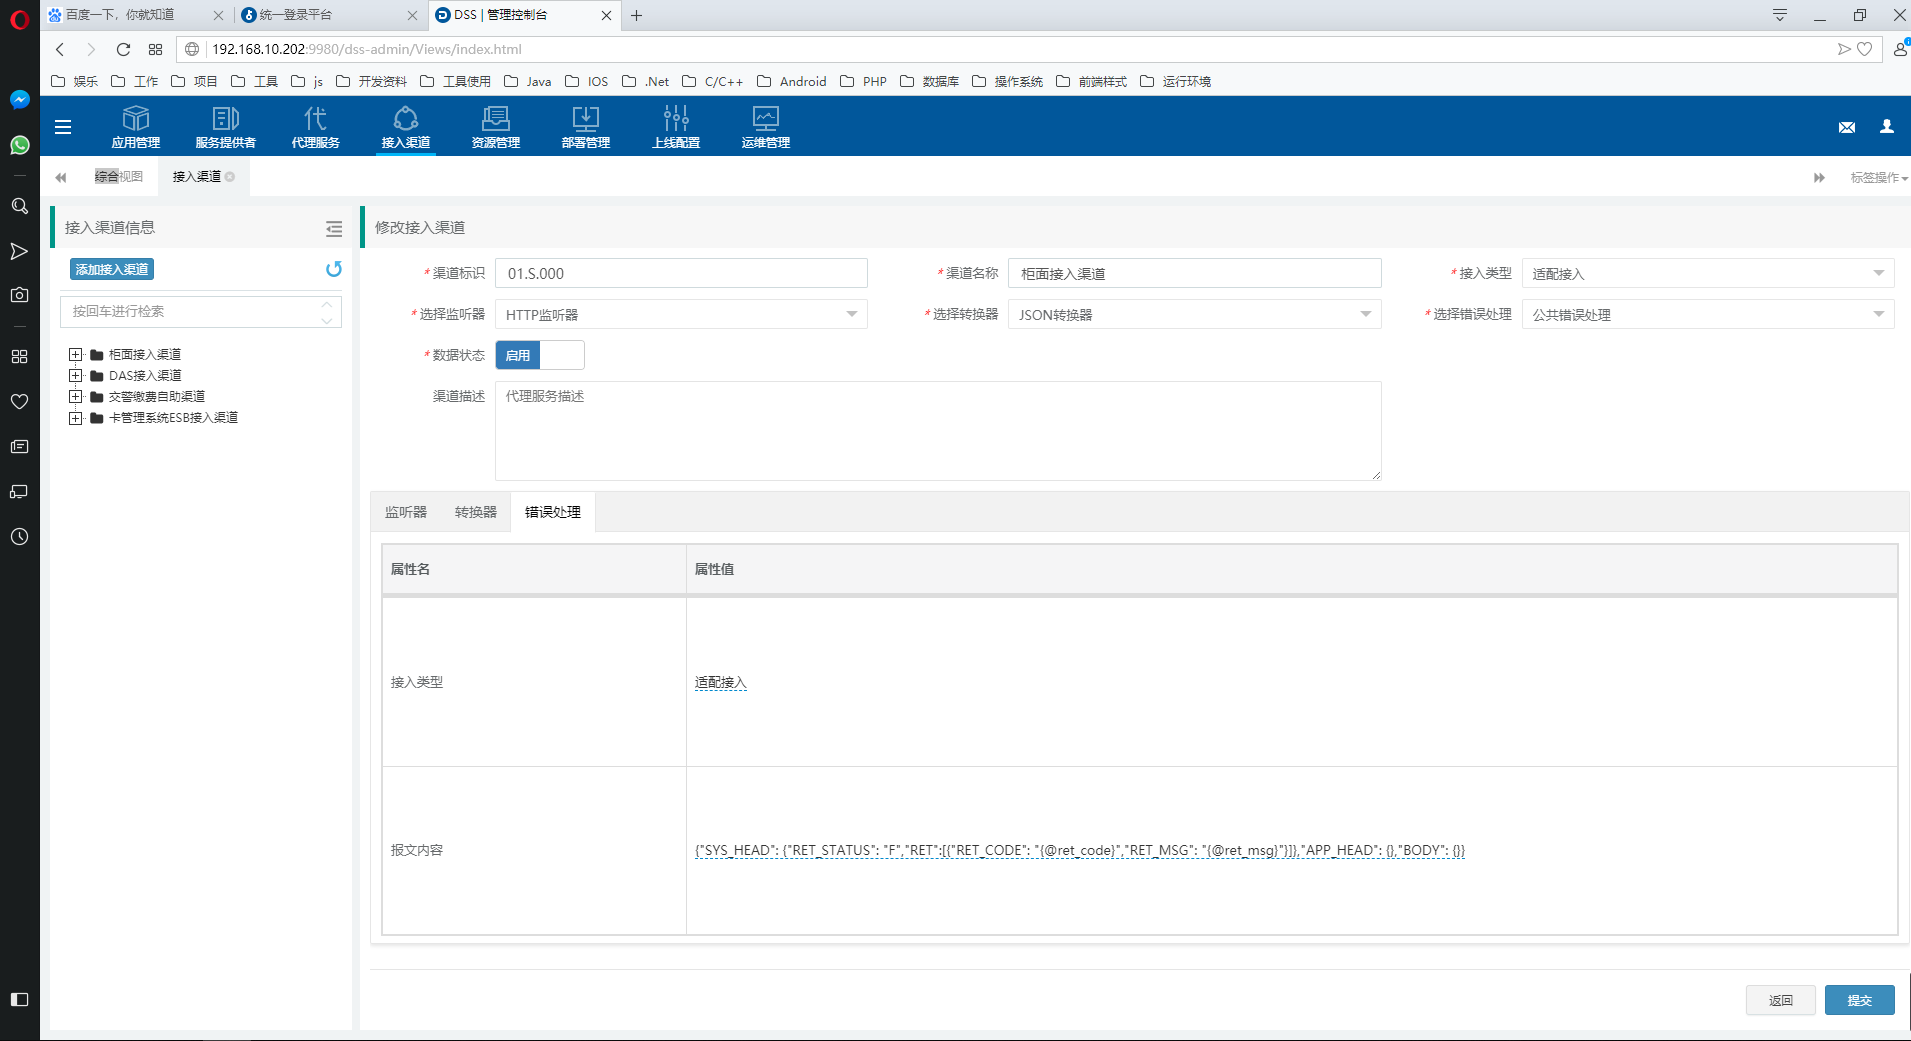 百度一下，你就知道
统一登录平台
DSS | 管理控制台
192.168.10.202:9980/dss-admin/Views/index.html
娱乐 工作 项目 工具 js 开发资料 工具使用 Java IOS .Net C/C++ Android PHP 数据库 操作系统 前端样式 运行环境
应用管理 服务提供者 代理服务 接入渠道 资源管理 部署管理 上线配置 运维管理
综合视图 接入渠道 标签操作
接入渠道信息
添加接入渠道
按回车进行检索
柜面接入渠道
DAS接入渠道
交警缴费自助渠道
卡管理系统ESB接入渠道
修改接入渠道
*渠道标识 01.S.000 *渠道名称 柜面接入渠道 *接入类型 适配接入
*选择监听器 HTTP监听器 *选择转换器 JSON转换器 *选择错误处理 公共错误处理
*数据状态 启用
渠道描述 代理服务描述
监听器 转换器 错误处理
属性名 属性值
接入类型 适配接入
报文内容 {"SYS_HEAD": {"RET_STATUS": "F","RET":[{"RET_CODE": "{@ret_code}","RET_MSG": "{@ret_msg}"}]},"APP_HEAD": {},"BODY": {}}
返回 提交